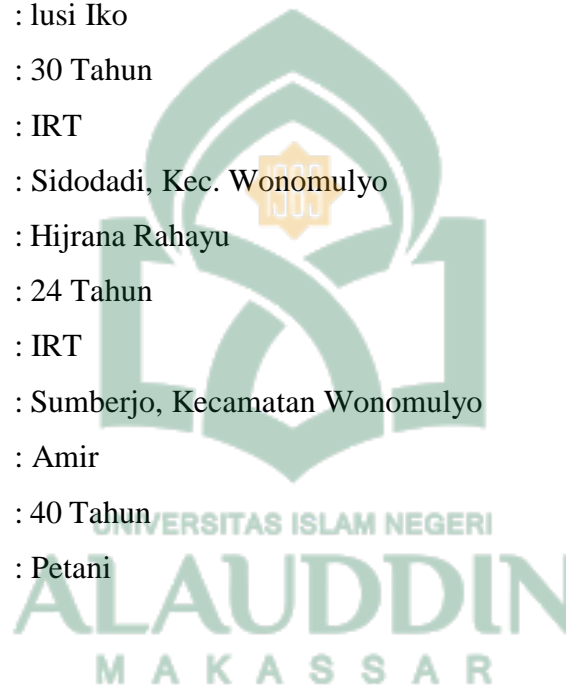 : lusi Iko
: 30 Tahun
: IRT
: Sidodadi, Kec. Wonomulyo
: Hijrana Rahayu
: 24 Tahun
: IRT
: Sumberjo, Kecamatan Wonomulyo
: Amir
: 40 Tahun
UNIVERSITAS ISLAM NEGERI
: Petani
ALAUDDIN
MAKASSAR